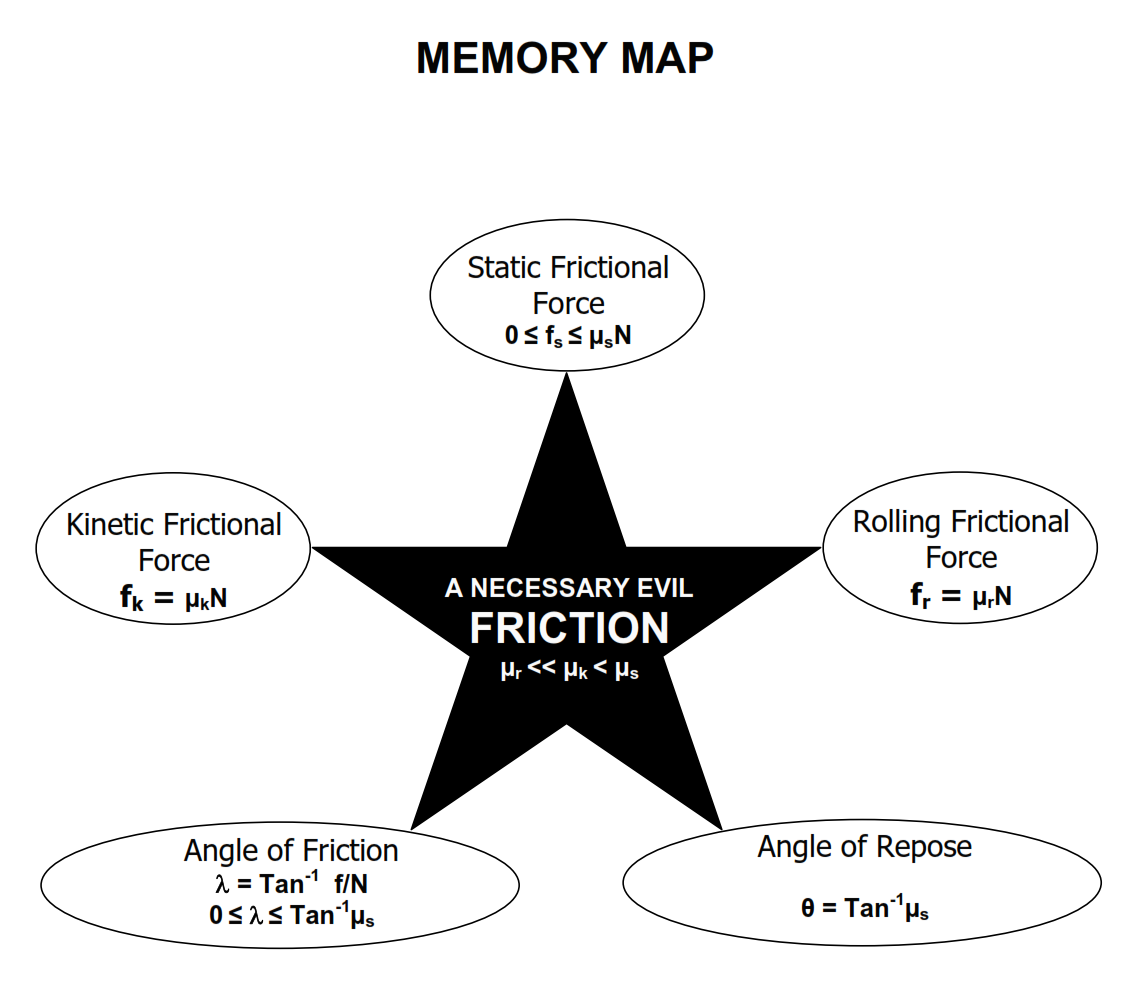 MEMORY MAP
Static Frictional
Force
0 ≤ fₛ ≤ μₛN
Kinetic Frictional
Force
fₖ = μₖN
Rolling Frictional
Force
fᵣ = μᵣN
A NECESSARY EVIL
FRICTION
μᵣ << μₖ < μₛ
Angle of Friction
λ = Tan⁻¹ f/N
0 ≤ λ ≤ Tan⁻¹μₛ
Angle of Repose
θ = Tan⁻¹μₛ